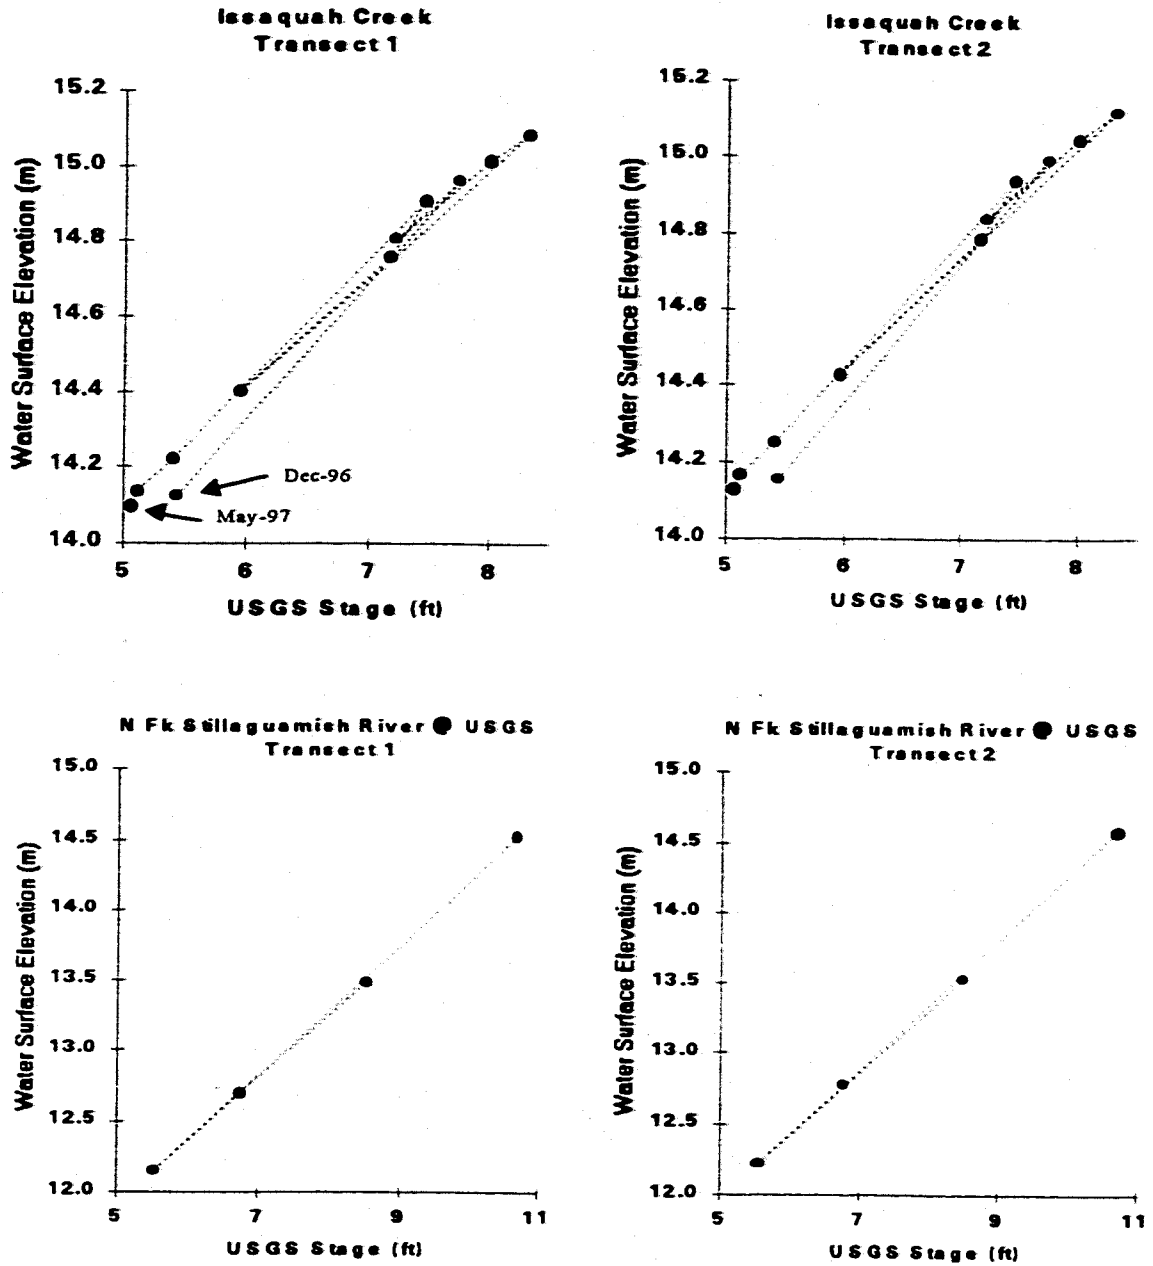 Issaquah Creek
Transect 1
15.2
15.0
14.8
14.6
14.4
14.2
14.0
Water Surface Elevation (m)
Dec-96
May-97
5 6 7 8
USGS Stage (ft)
Issaquah Creek
Transect 2
15.2
15.0
14.8
14.6
14.4
14.2
14.0
Water Surface Elevation (m)
5 6 7 8
USGS Stage (ft)
N Fk Stillaguamish River ● USGS
Transect 1
15.0
14.5
14.0
13.5
13.0
12.5
12.0
Water Surface Elevation (m)
5 7 9 11
USGS Stage (ft)
N Fk Stillaguamish River ● USGS
Transect 2
15.0
14.5
14.0
13.5
13.0
12.5
12.0
Water Surface Elevation (m)
5 7 9 11
USGS Stage (ft)